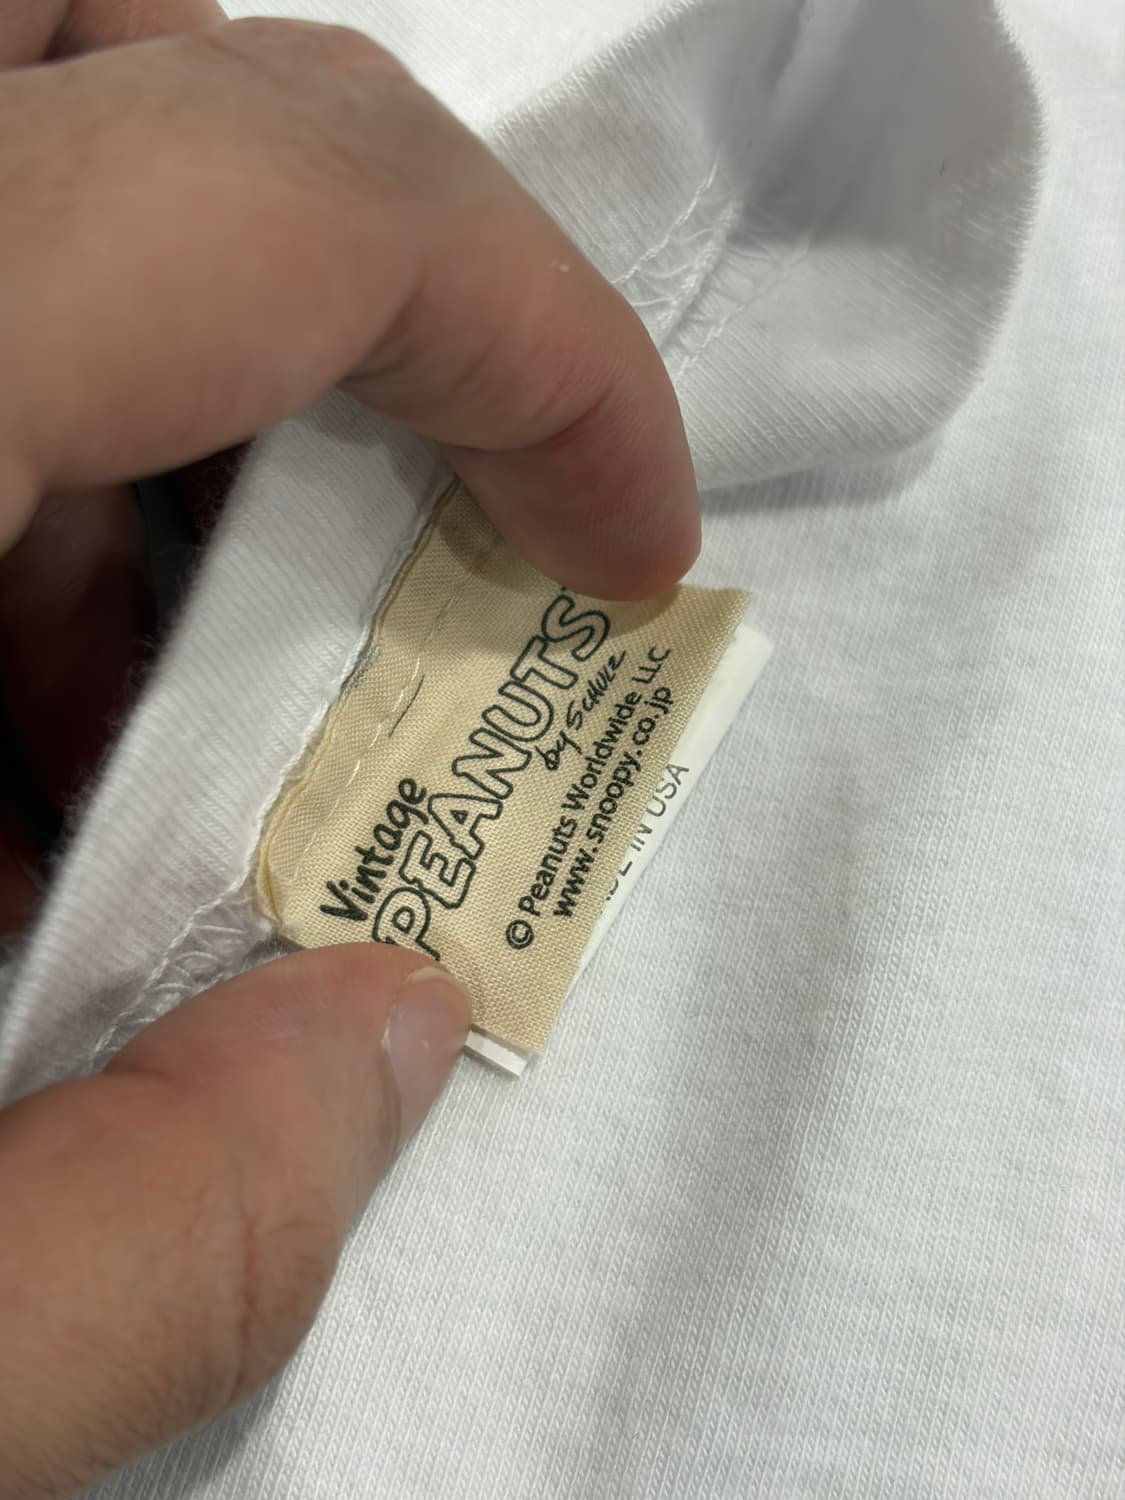 Vintage
PEANUTS
by SCHULZ
© Peanuts Worldwide LLC
www.snoopy.co.jp
IN USA